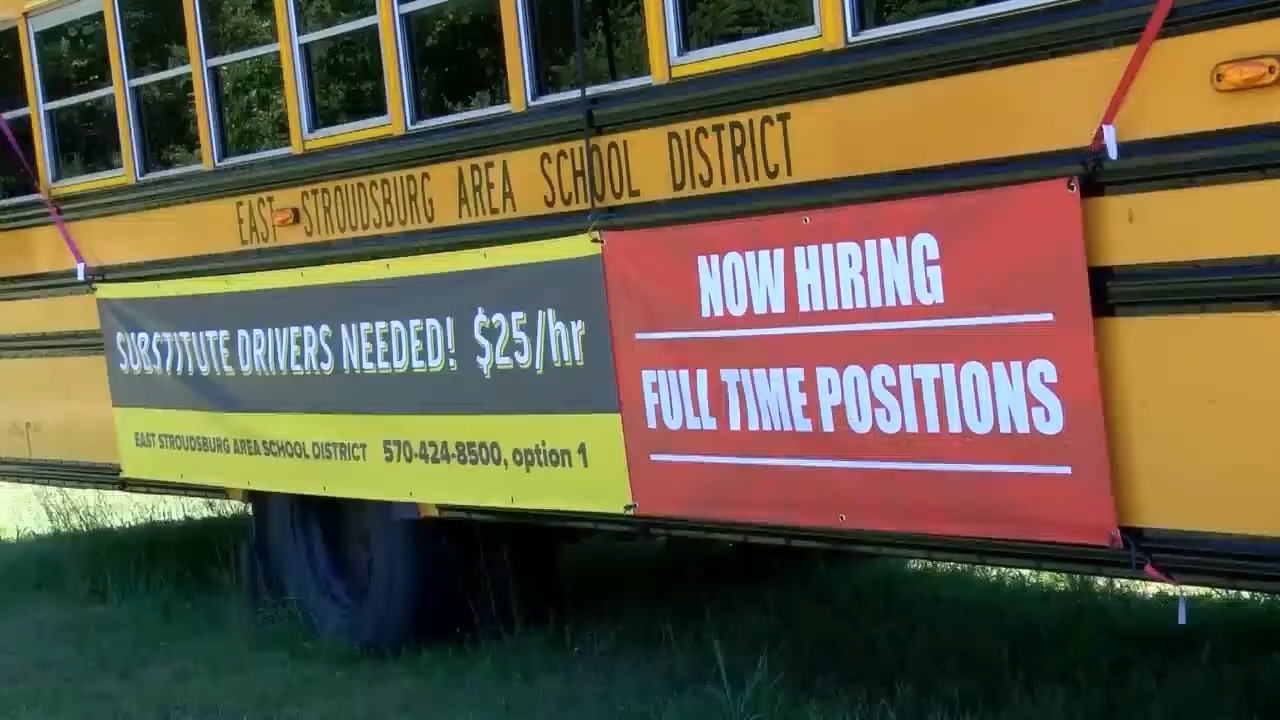 EAST STROUDSBURG AREA SCHOOL DISTRICT
SUBSTITUTE DRIVERS NEEDED! $25/hr
EAST STROUDSBURG AREA SCHOOL DISTRICT 570-424-8500, option 1
NOW HIRING
FULL TIME POSITIONS